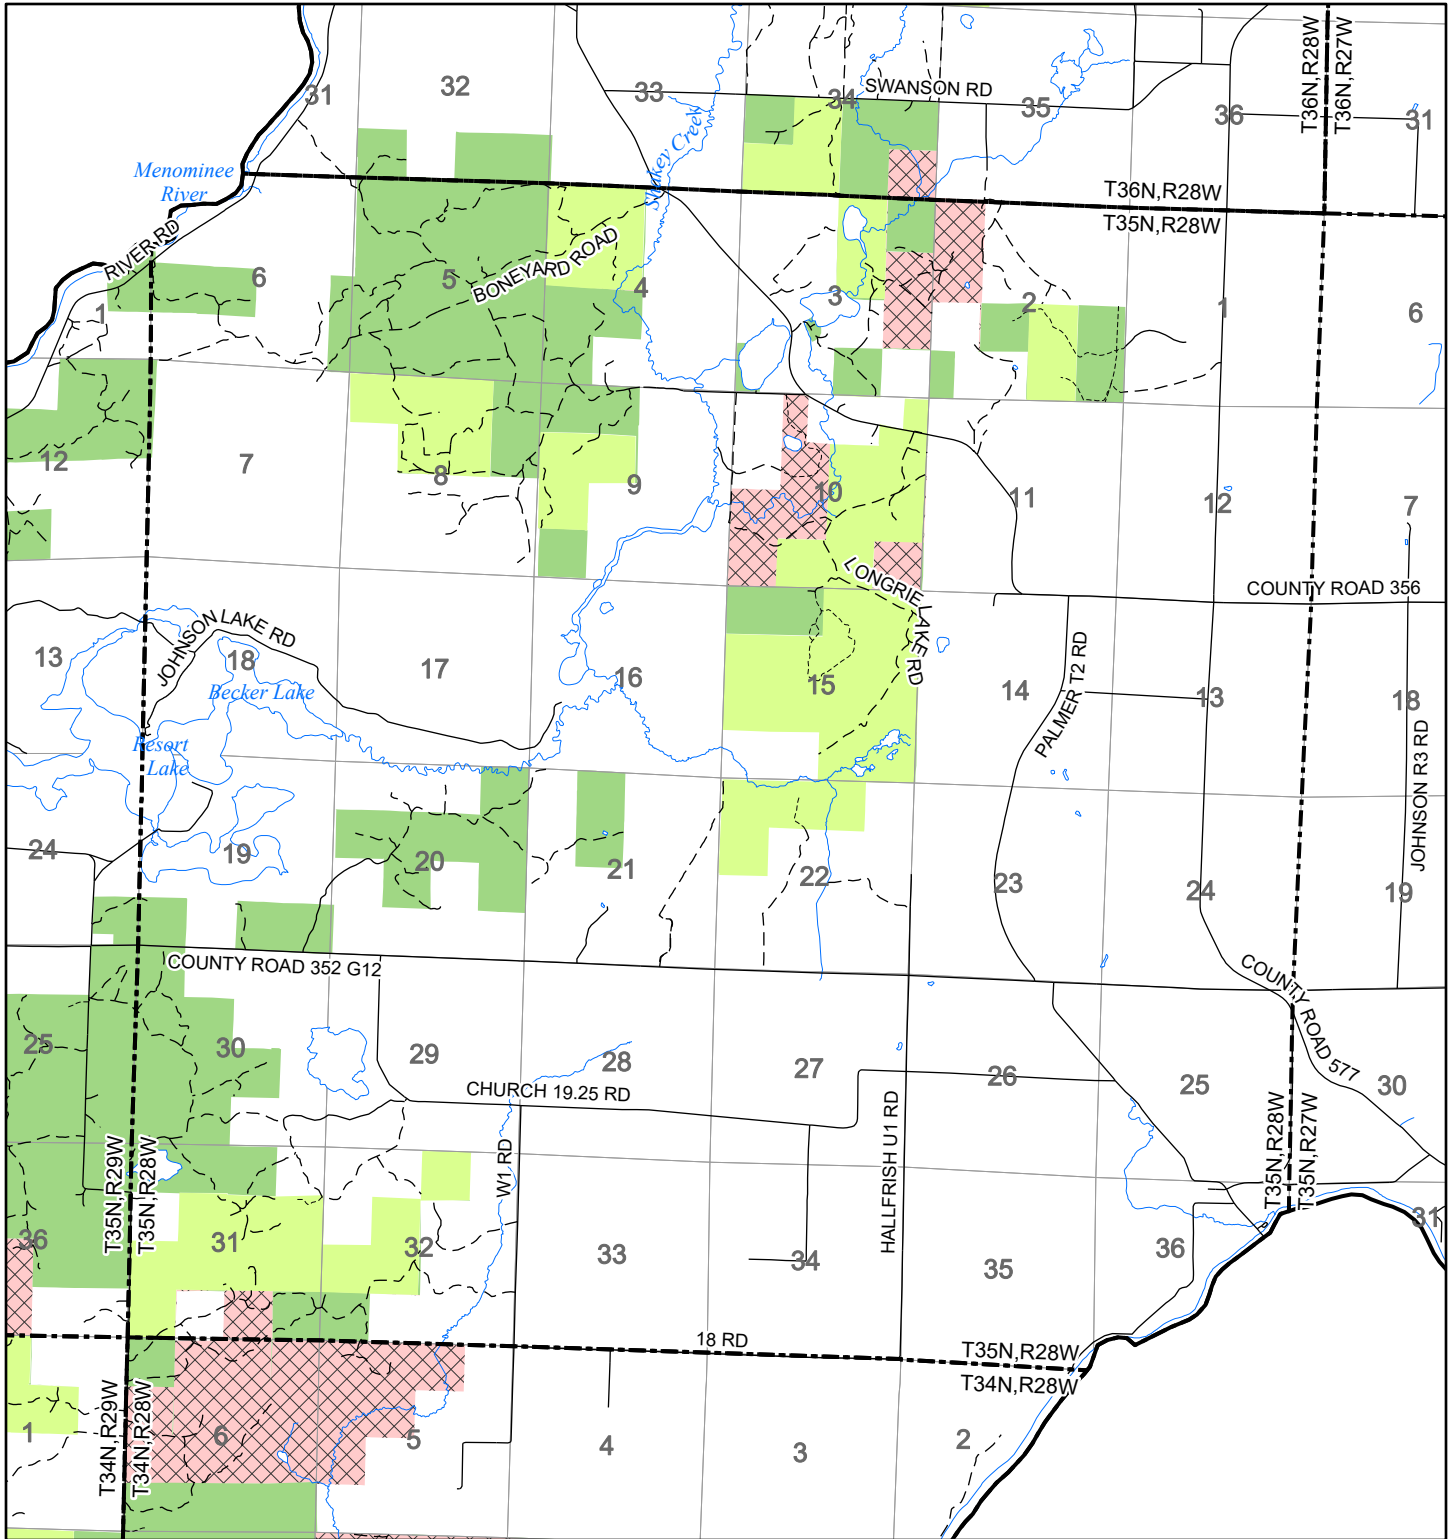 T36N,R28W
T36N,R27W
31
32
33
34
SWANSON RD
35
36
31
Shakey Creek
Menominee
River
T36N,R28W
T35N,R28W
RIVER RD
1
6
5
BONEYARD ROAD
4
3
2
1
6
12
7
8
9
10
11
12
7
LONGRIE LAKE RD
COUNTY ROAD 356
13
JOHNSON LAKE RD
18
Becker Lake
17
16
15
14
PALMER T2 RD
13
18
JOHNSON R3 RD
Resort
Lake
24
19
20
21
22
23
24
19
COUNTY ROAD 352 G12
COUNTY ROAD 577
25
30
29
28
27
26
25
30
CHURCH 19.25 RD
HALLFRISH U1 RD
W1 RD
T35N,R29W
T35N,R28W
T35N,R28W
T35N,R27W
36
31
32
33
34
35
36
31
18 RD
T35N,R28W
T34N,R28W
T34N,R29W
T34N,R28W
1
6
5
4
3
2